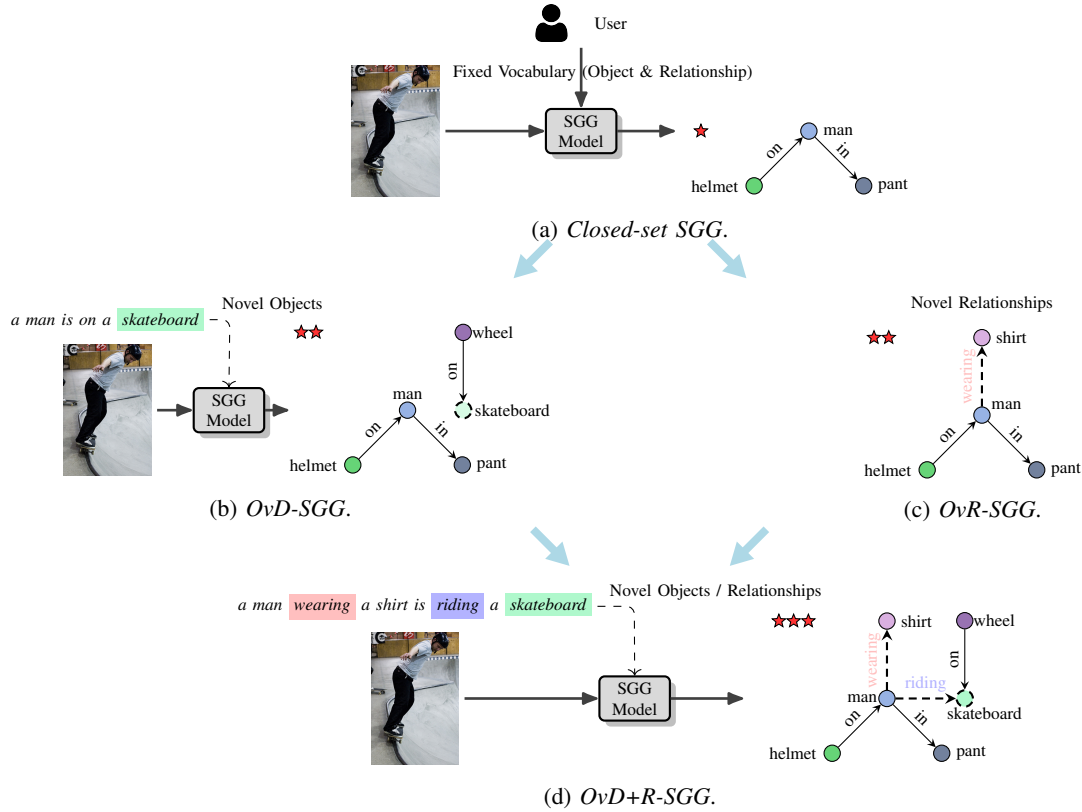 User
Fixed Vocabulary (Object & Relationship)
SGG
Model
man
on
in
helmet
pant
(a) Closed-set SGG.
Novel Objects
a man is on a skeateboard
SGG
Model
wheel
on
man
skateboard
on
in
helmet
pant
(b) OvD-SGG.
Novel Relationships
shirt
wearing
man
on
in
helmet
pant
(c) OvR-SGG.
Novel Objects / Relationships
a man wearing a shirt is riding a skateboard
SGG
Model
shirt
wheel
wearing
on
man
riding
skateboard
on
in
helmet
pant
(d) OvD+R-SGG.